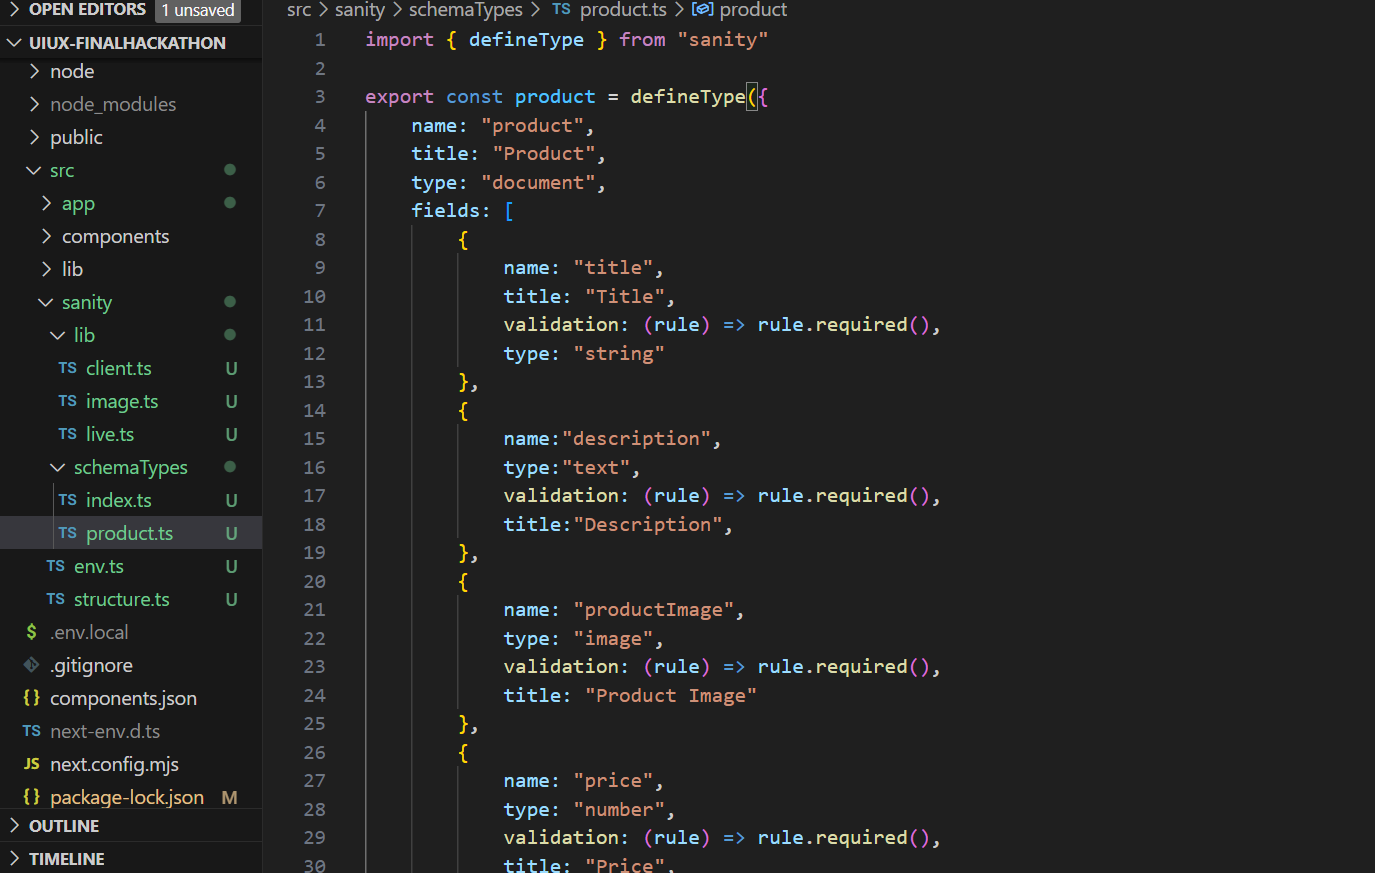 OPEN EDITORS 1 unsaved
UIUX-FINALHACKATHON
node
node_modules
public
src
app
components
lib
sanity
lib
TS client.ts U
TS image.ts U
TS live.ts U
schemaTypes
TS index.ts U
TS product.ts U
TS env.ts U
TS structure.ts U
$ .env.local
.gitignore
{} components.json
TS next-env.d.ts
JS next.config.mjs
{} package-lock.json M
OUTLINE
TIMELINE
src > sanity > schemaTypes > TS product.ts > product
1 import { defineType } from "sanity"
2
3 export const product = defineType({
4 name: "product",
5 title: "Product",
6 type: "document",
7 fields: [
8 {
9 name: "title",
10 title: "Title",
11 validation: (rule) => rule.required(),
12 type: "string"
13 },
14 {
15 name:"description",
16 type:"text",
17 validation: (rule) => rule.required(),
18 title:"Description",
19 },
20 {
21 name: "productImage",
22 type: "image",
23 validation: (rule) => rule.required(),
24 title: "Product Image"
25 },
26 {
27 name: "price",
28 type: "number",
29 validation: (rule) => rule.required(),
30 title: "Price",